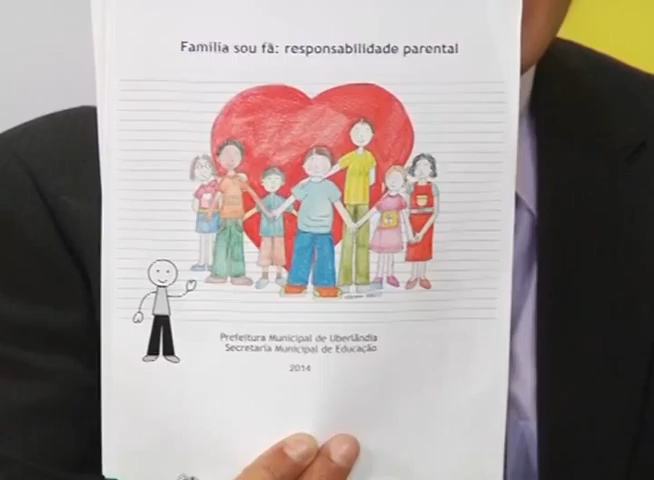 Família sou fã: responsabilidade parental
Prefeitura Municipal de Uberlândia
Secretaria Municipal de Educação
2014